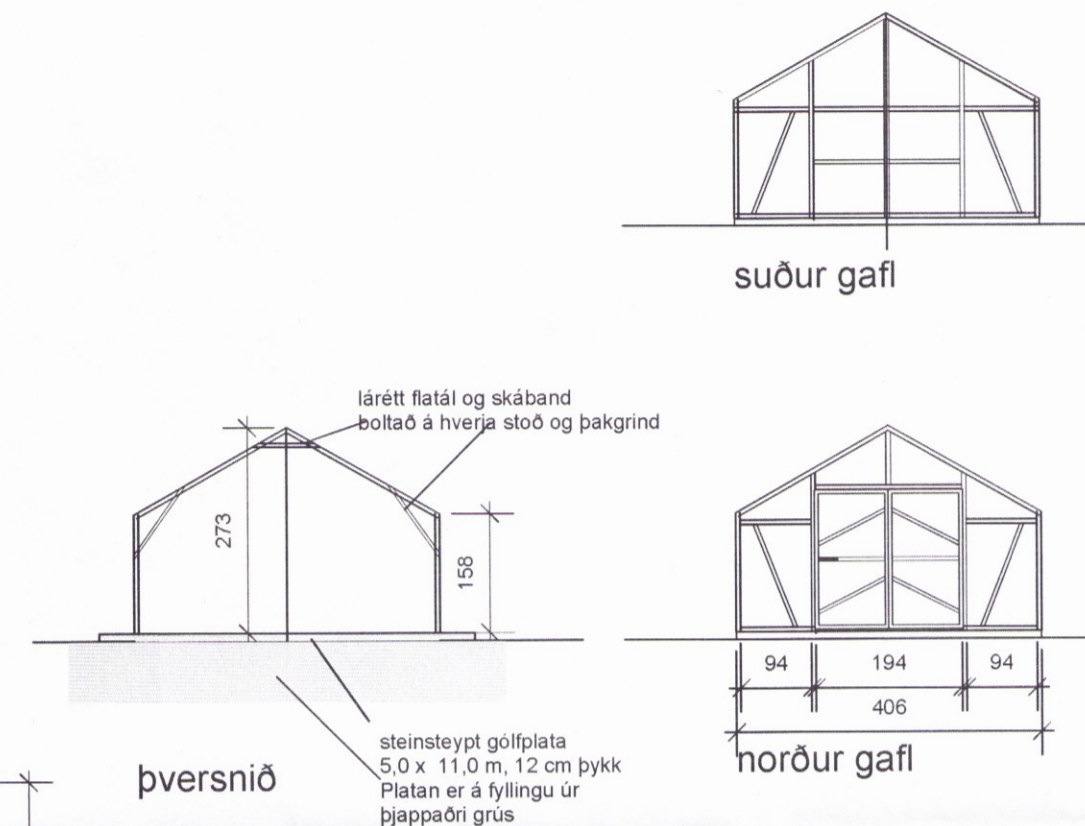 suður gafl
lárétt flatál og skáband
boltað á hverja stoð og þakgrind
273
158
94
194
94
406
norður gafl
steinsteypt gólfplata
5,0 x 11,0 m, 12 cm þykk
Platan er á fyllingu úr
þjappaðri grús
þversnið